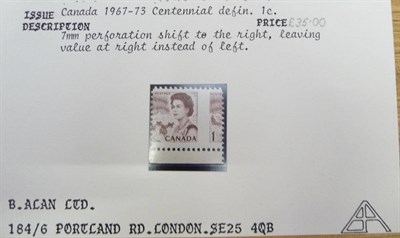 ISSUE Canada 1967-73 Centennial defin. 1c.
DESCRIPTION PRICE £35-00
7mm perforation shift to the right, leaving
value at right instead of left.
CANADA 1
B.ALAN LTD.
184/6 PORTLAND RD.LONDON.SE25 4QB